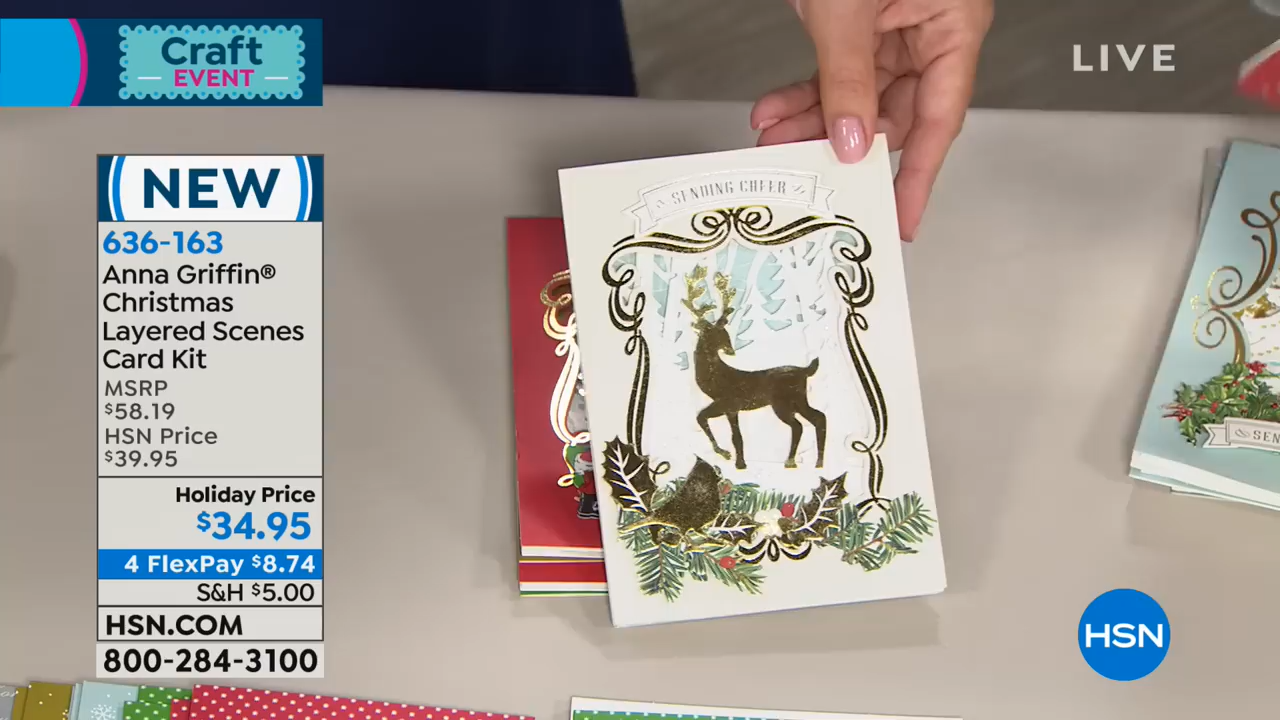 Craft
EVENT
LIVE
NEW
636-163
Anna Griffin®
Christmas
Layered Scenes
Card Kit
MSRP
$58.19
HSN Price
$39.95
Holiday Price
$34.95
4 FlexPay $8.74
S&H $5.00
HSN.COM
800-284-3100
SENDING CHEER
HSN